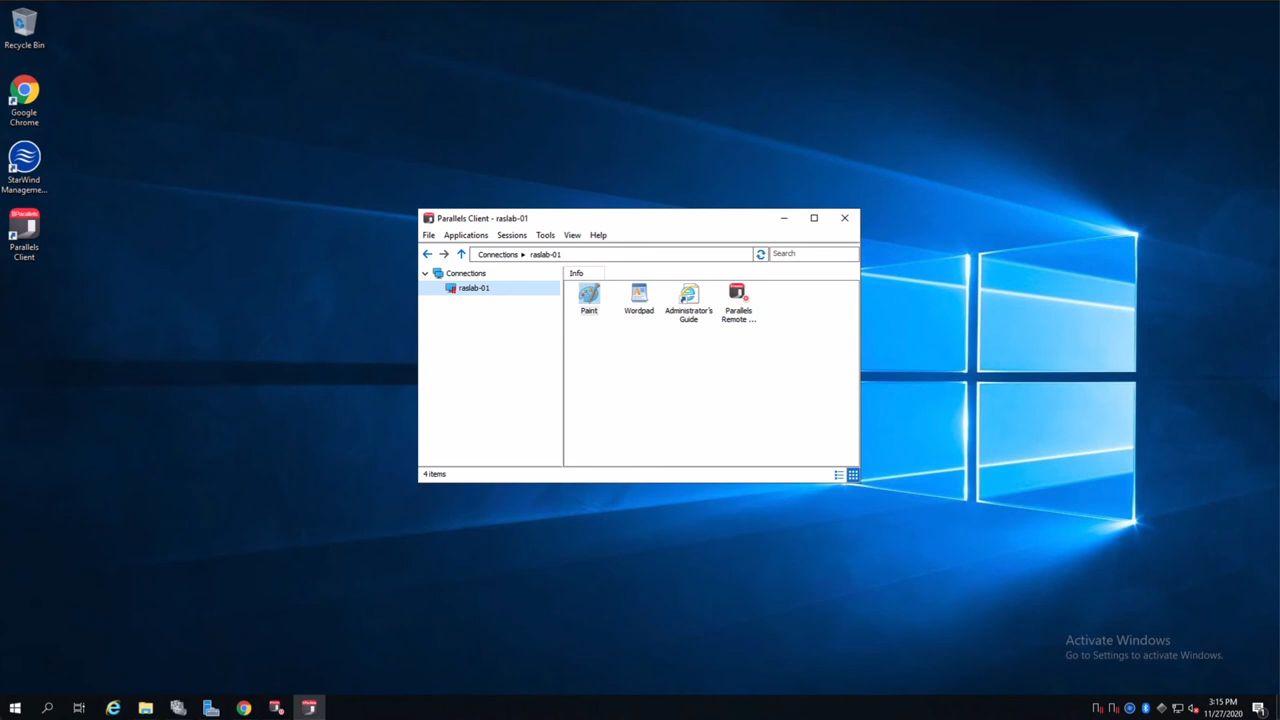 Recycle Bin
Google
Chrome
StarWind
Manageme...
Parallels
Client
Parallels Client - raslab-01
File Applications Sessions Tools View Help
Connections ▸ raslab-01
Search
Connections
raslab-01
Info
Paint
Wordpad
Administrator's
Guide
Parallels
Remote ...
4 items
Activate Windows
Go to Settings to activate Windows.
3:15 PM
11/27/2020
1